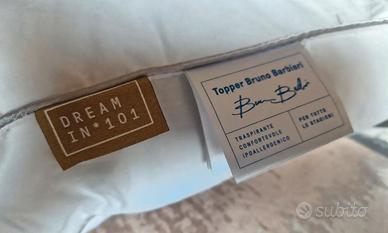 DREAM
IN°101
Topper Bruno Barbieri
TRASPIRANTE
CONFORTEVOLE
IPOALLERGENICO
PER TUTTE
LE STAGIONI
subito